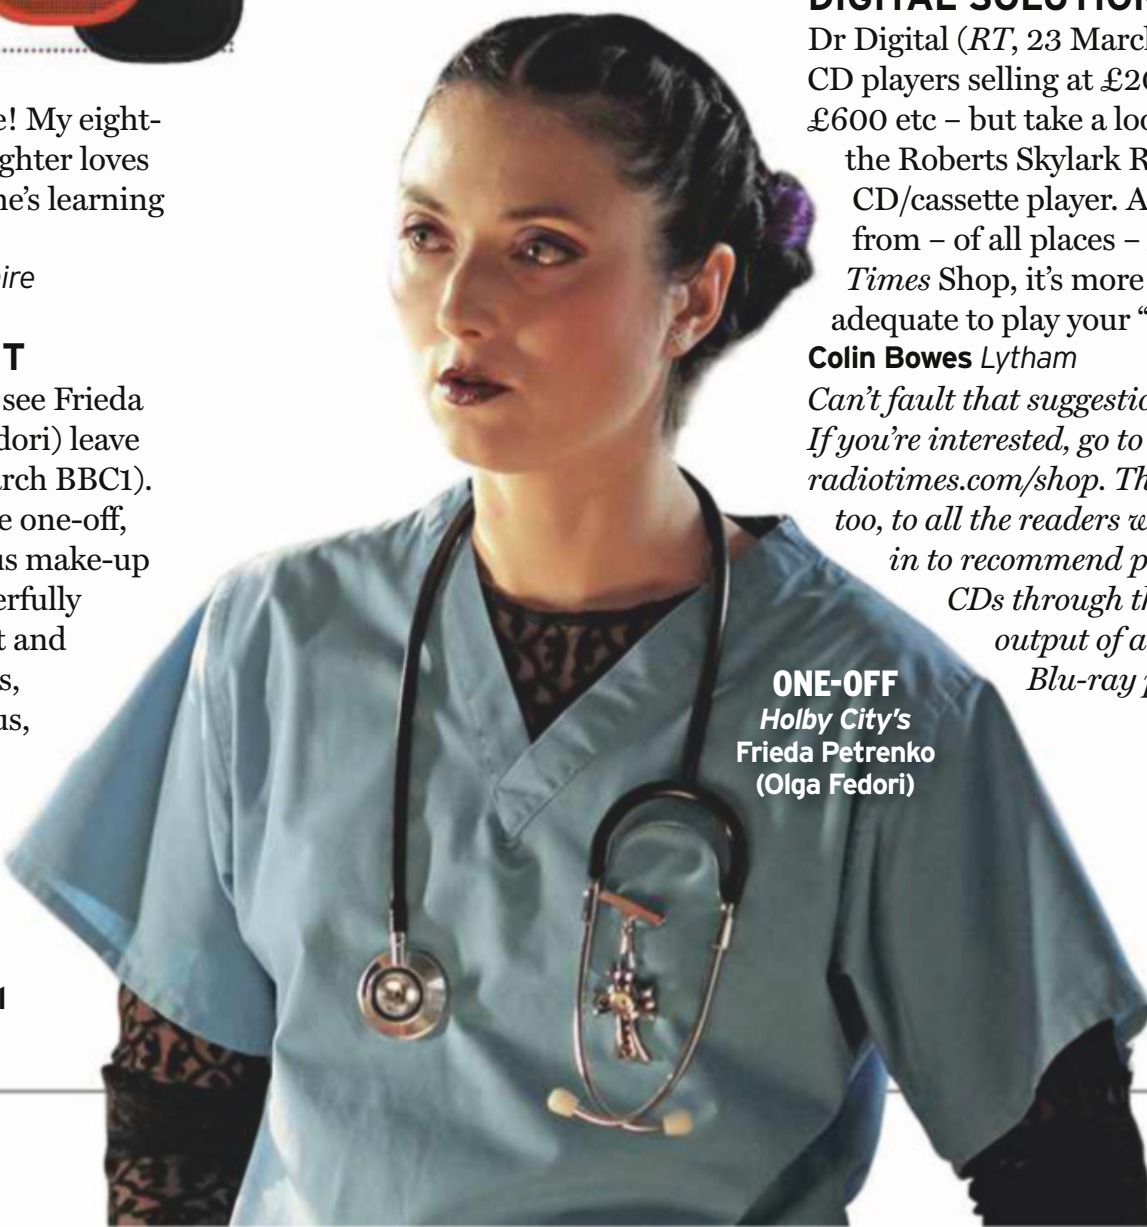 e! My eight-
ghter loves
he’s learning
ire
T
see Frieda
dori) leave
arch BBC1).
e one-off,
us make-up
erfully
t and
s,
us,
1
ONE-OFF
Holby City’s
Frieda Petrenko
(Olga Fedori)
DIGITAL SOLUTION
Dr Digital (RT, 23 March
CD players selling at £20
£600 etc – but take a loo
the Roberts Skylark R
CD/cassette player. A
from – of all places –
Times Shop, it’s more
adequate to play your “
Colin Bowes Lytham
Can’t fault that suggestio
If you’re interested, go to
radiotimes.com/shop. Th
too, to all the readers w
in to recommend p
CDs through th
output of a
Blu-ray p